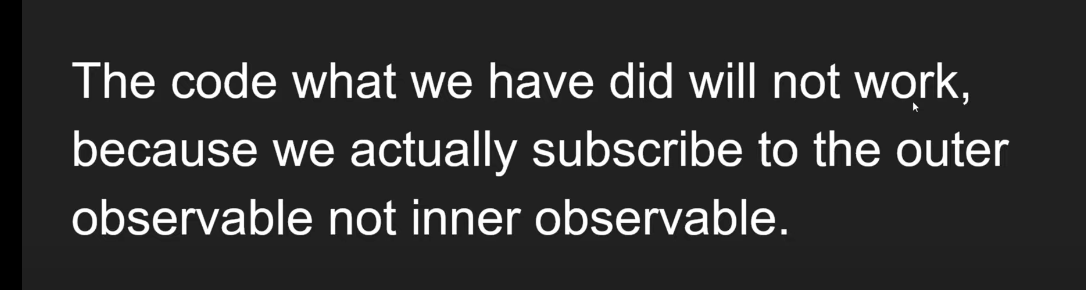 The code what we have did will not work,
because we actually subscribe to the outer
observable not inner observable.